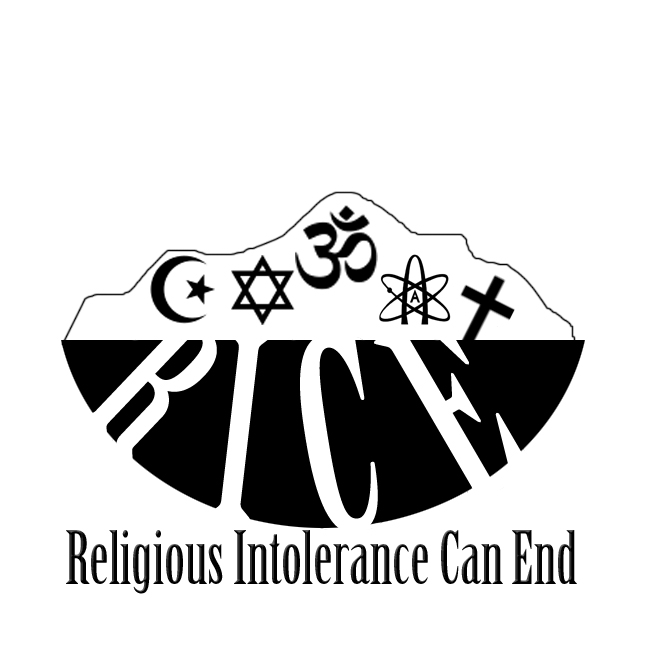 ॐ
A
RICE
Religious Intolerance Can End